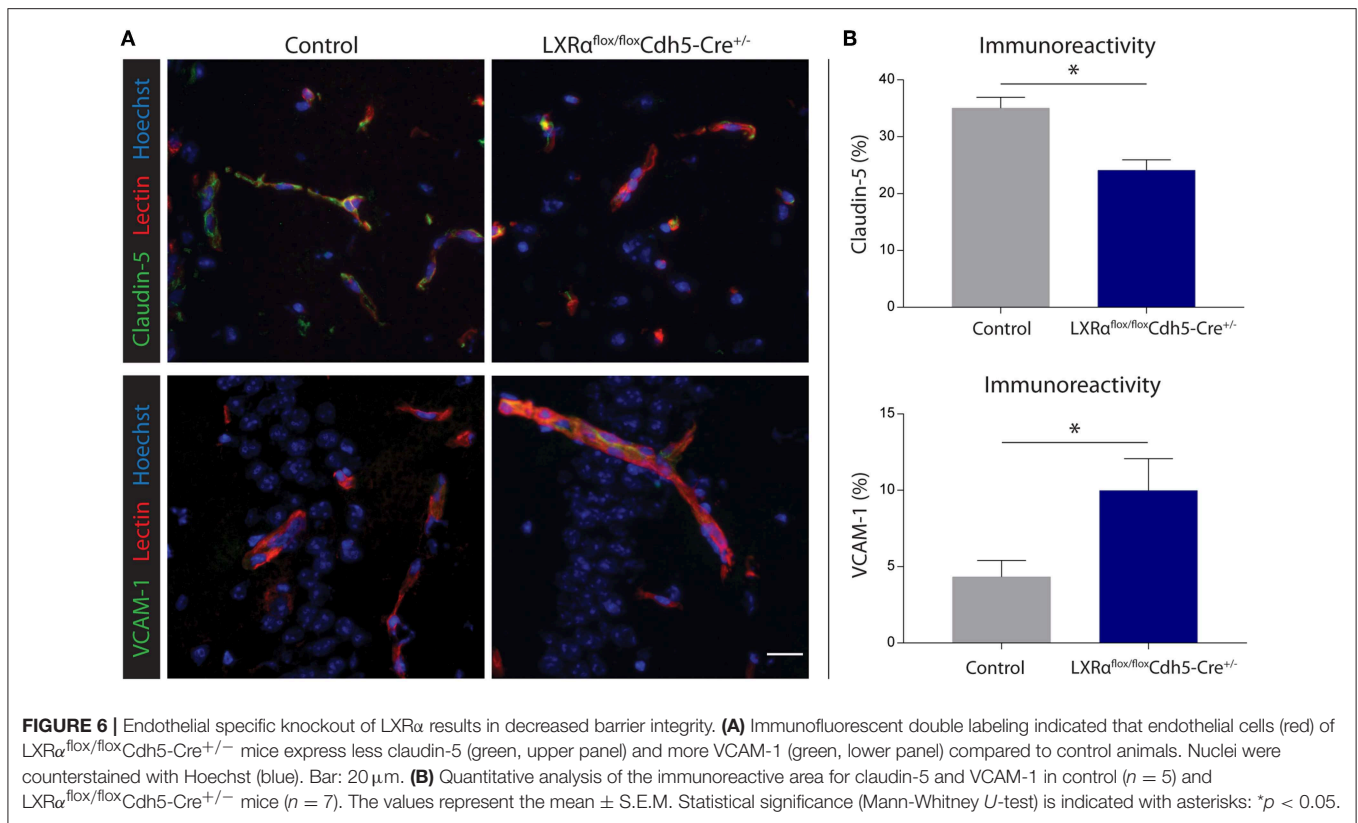 A
Control
LXRα^flox/flox Cdh5-Cre^+/-
Claudin-5 Lectin Hoechst
VCAM-1 Lectin Hoechst
B
Immunoreactivity
*
Claudin-5 (%)
40
30
20
10
0
Control
LXRα^flox/flox Cdh5-Cre^+/-
Immunoreactivity
*
VCAM-1 (%)
15
10
5
0
Control
LXRα^flox/flox Cdh5-Cre^+/-
FIGURE 6 | Endothelial specific knockout of LXRα results in decreased barrier integrity. (A) Immunofluorescent double labeling indicated that endothelial cells (red) of
LXRα^flox/flox Cdh5-Cre^+/− mice express less claudin-5 (green, upper panel) and more VCAM-1 (green, lower panel) compared to control animals. Nuclei were
counterstained with Hoechst (blue). Bar: 20 μm. (B) Quantitative analysis of the immunoreactive area for claudin-5 and VCAM-1 in control (n = 5) and
LXRα^flox/flox Cdh5-Cre^+/− mice (n = 7). The values represent the mean ± S.E.M. Statistical significance (Mann-Whitney U-test) is indicated with asterisks: *p < 0.05.